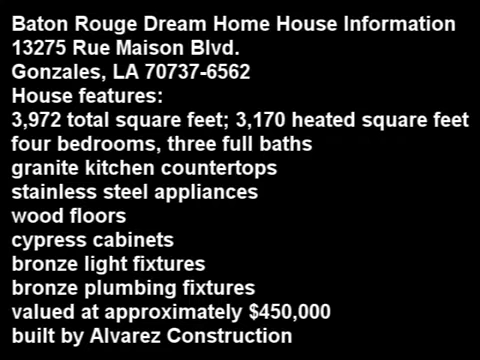 Baton Rouge Dream Home House Information
13275 Rue Maison Blvd.
Gonzales, LA 70737-6562
House features:
3,972 total square feet; 3,170 heated square feet
four bedrooms, three full baths
granite kitchen countertops
stainless steel appliances
wood floors
cypress cabinets
bronze light fixtures
bronze plumbing fixtures
valued at approximately $450,000
built by Alvarez Construction